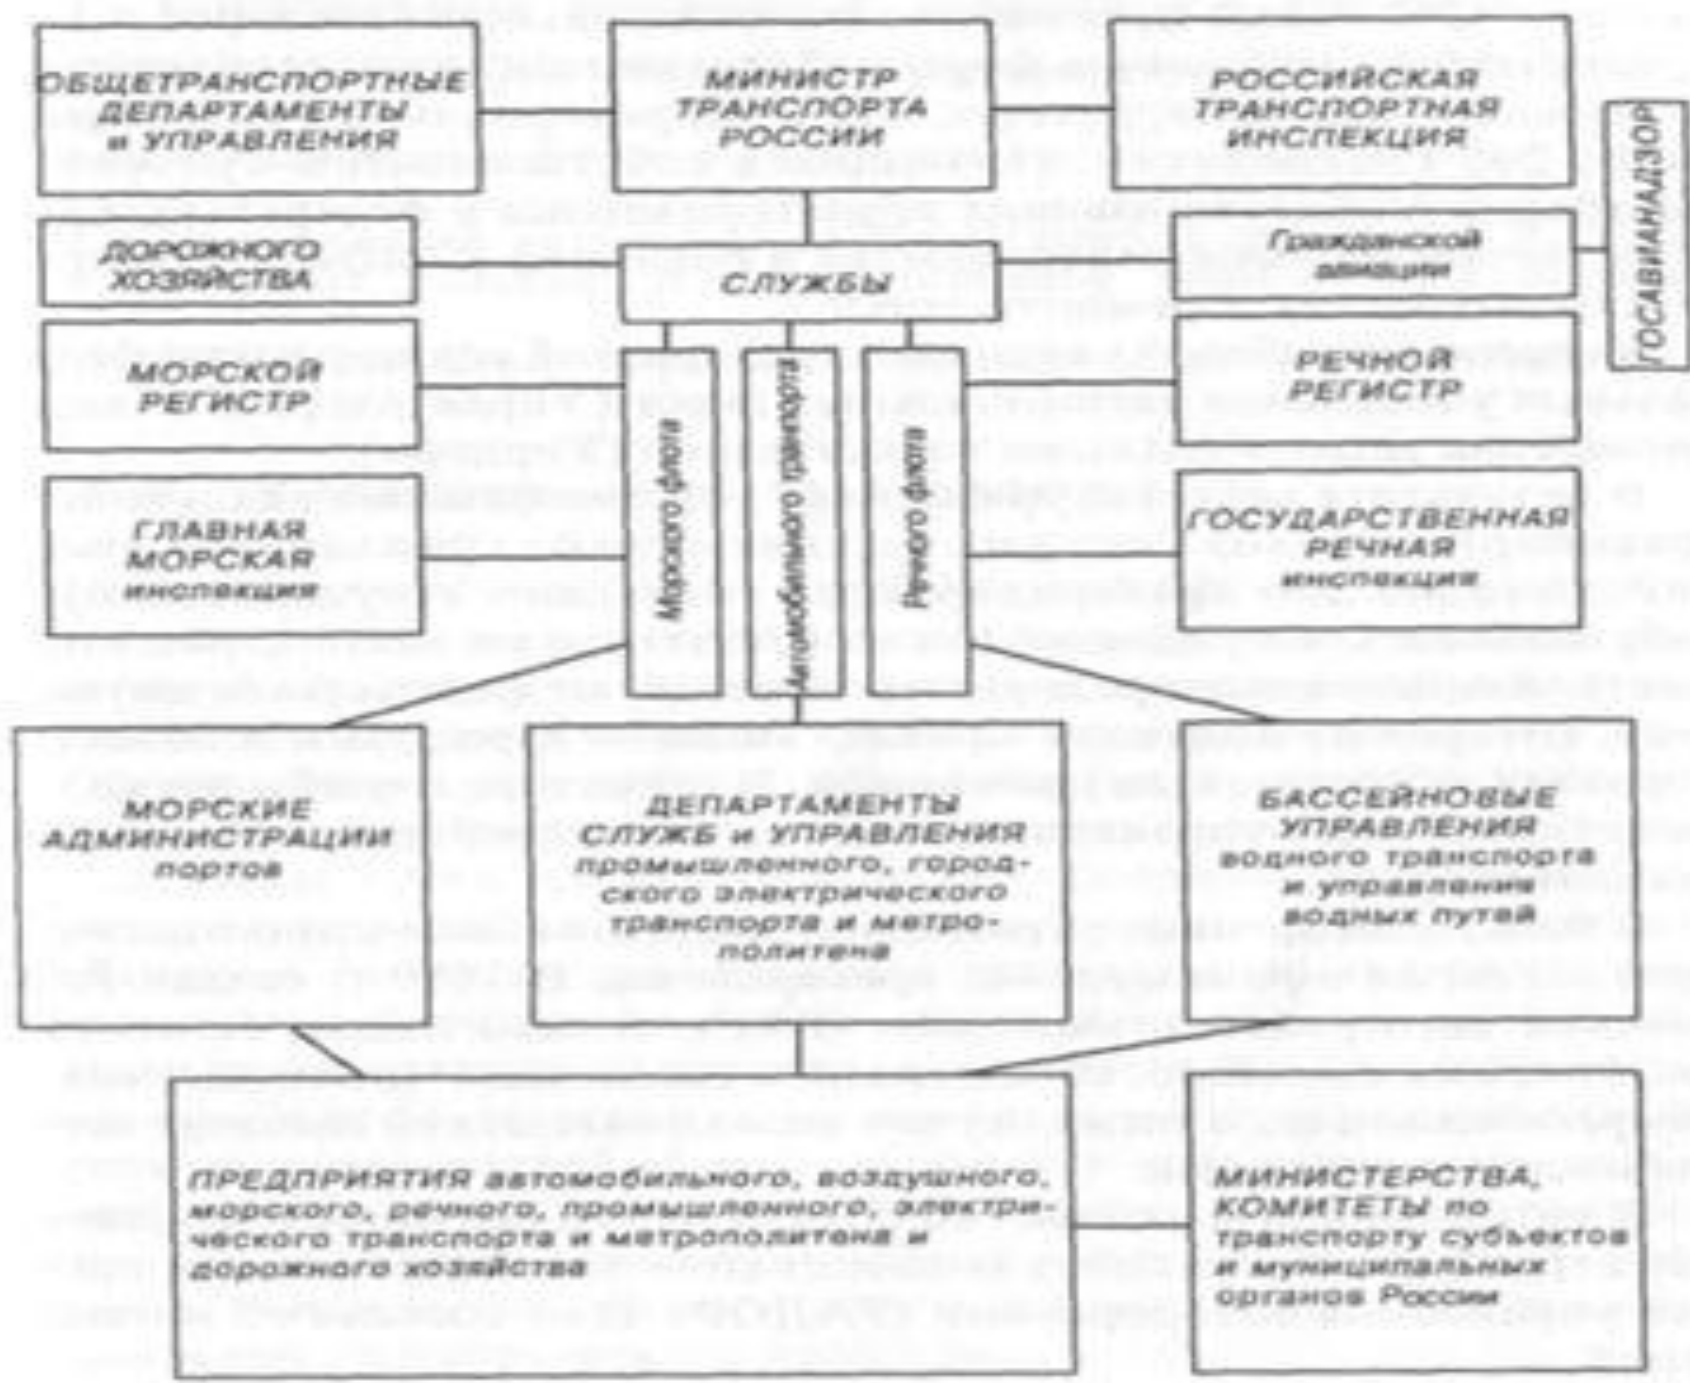 ОБЩЕТРАНСПОРТНЫЕ
ДЕПАРТАМЕНТЫ
и УПРАВЛЕНИЯ
МИНИСТР
ТРАНСПОРТА
РОССИИ
РОССИЙСКАЯ
ТРАНСПОРТНАЯ
ИНСПЕКЦИЯ
ГОСАВИАНАДЗОР
ДОРОЖНОГО
ХОЗЯЙСТВА
СЛУЖБЫ
Гражданской
авиации
МОРСКОЙ
РЕГИСТР
Морского флота
Автомобильного транспорта
Речного флота
РЕЧНОЙ
РЕГИСТР
ГЛАВНАЯ
МОРСКАЯ
инспекция
ГОСУДАРСТВЕННАЯ
РЕЧНАЯ
инспекция
МОРСКИЕ
АДМИНИСТРАЦИИ
портов
ДЕПАРТАМЕНТЫ
СЛУЖБ и УПРАВЛЕНИЯ
промышленного, город-
ского электрического
транспорта и метро-
политена
БАССЕЙНОВЫЕ
УПРАВЛЕНИЯ
водного транспорта
и управления
водных путей
ПРЕДПРИЯТИЯ автомобильного, воздушного,
морского, речного, промышленного, электри-
ческого транспорта и метрополитена и
дорожного хозяйства
МИНИСТЕРСТВА,
КОМИТЕТЫ по
транспорту субъектов
и муниципальных
органов России